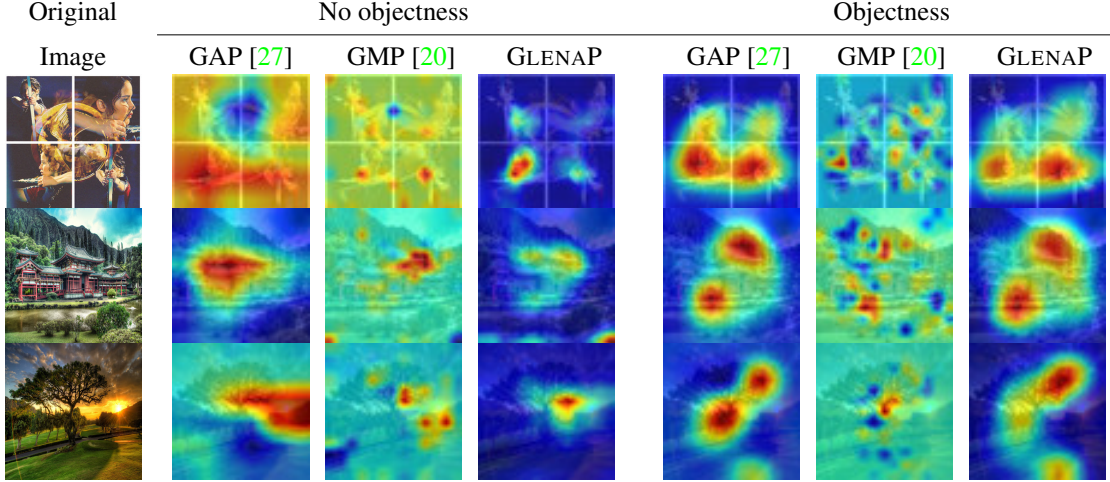 Original No objectness Objectness
Image GAP [27] GMP [20] GLENAP GAP [27] GMP [20] GLENAP